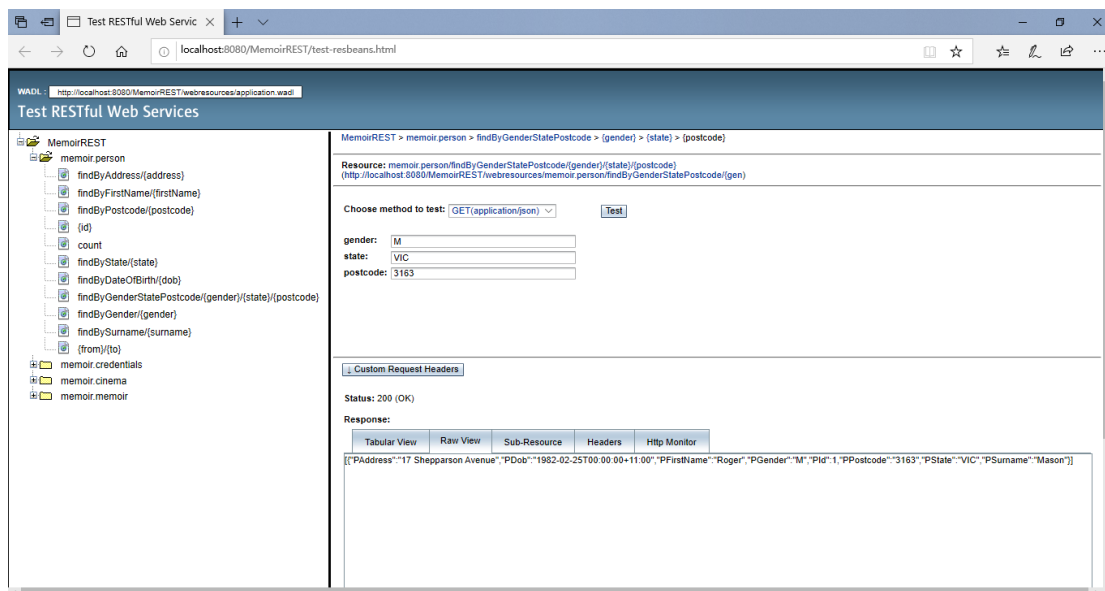 Test RESTful Web Servic
localhost:8080/MemoirREST/test-resbeans.html
WADL : http://localhost:8080/MemoirREST/webresources/application.wadl
Test RESTful Web Services
MemoirREST
memoir.person
findByAddress/{address}
findByFirstName/{firstName}
findByPostcode/{postcode}
{id}
count
findByState/{state}
findByDateOfBirth/{dob}
findByGenderStatePostcode/{gender}/{state}/{postcode}
findByGender/{gender}
findBySurname/{surname}
{from}/{to}
memoir.credentials
memoir.cinema
memoir.memoir
MemoirREST > memoir.person > findByGenderStatePostcode > {gender} > {state} > {postcode}
Resource: memoir.person/findByGenderStatePostcode/{gender}/{state}/{postcode}
(http://localhost:8080/MemoirREST/webresources/memoir.person/findByGenderStatePostcode/{gen)
Choose method to test: GET(application/json) Test
gender: M
state: VIC
postcode: 3163
↓ Custom Request Headers
Status: 200 (OK)
Response:
Tabular View Raw View Sub-Resource Headers Http Monitor
[{"PAddress":"17 Shepparson Avenue","PDob":"1982-02-25T00:00:00+11:00","PFirstName":"Roger","PGender":"M","PId":1,"PPostcode":"3163","PState":"VIC","PSurname":"Mason"}]